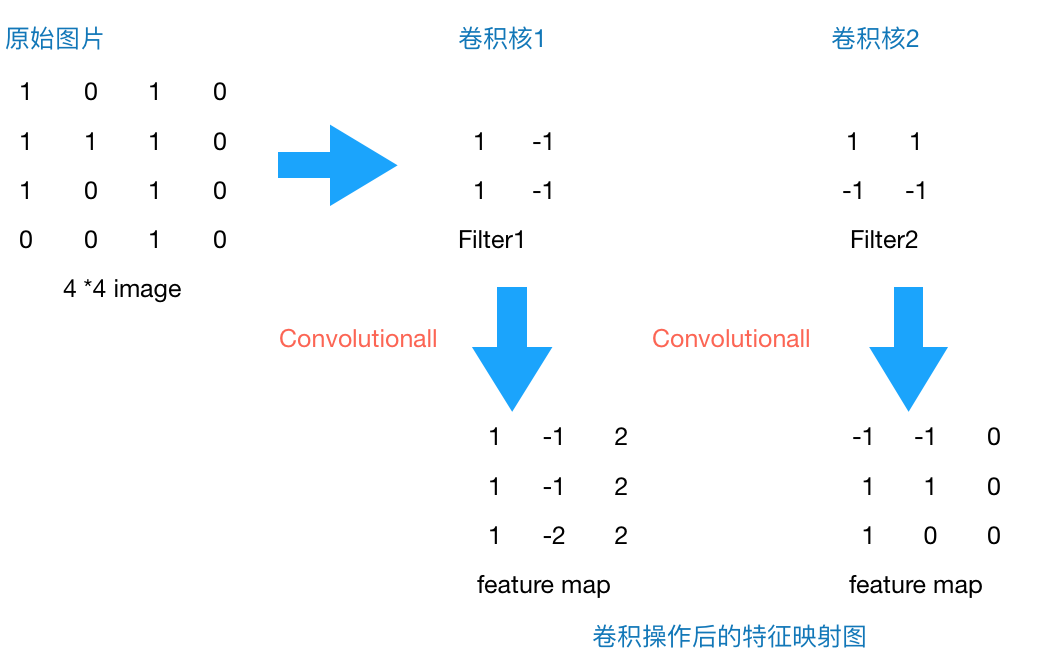 原始图片 卷积核1 卷积核2
1 0 1 0
1 1 1 0 1 -1 1 1
1 0 1 0 1 -1 -1 -1
0 0 1 0 Filter1 Filter2
4 *4 image
Convolutionall Convolutionall
1 -1 2 -1 -1 0
1 -1 2 1 1 0
1 -2 2 1 0 0
feature map feature map
卷积操作后的特征映射图